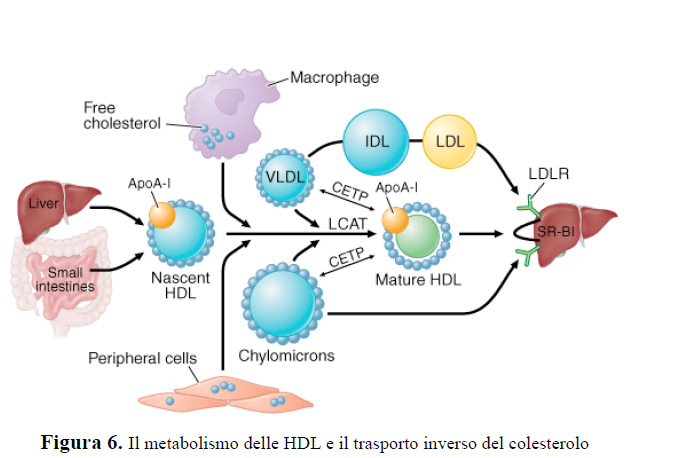 Macrophage
Free
cholesterol
IDL
LDL
VLDL
LDLR
ApoA-I
CETP
ApoA-I
Liver
LCAT
SR-BI
Small
intestines
Nascent
HDL
CETP
Mature HDL
Chylomicrons
Peripheral cells
Figura 6. Il metabolismo delle HDL e il trasporto inverso del colesterolo